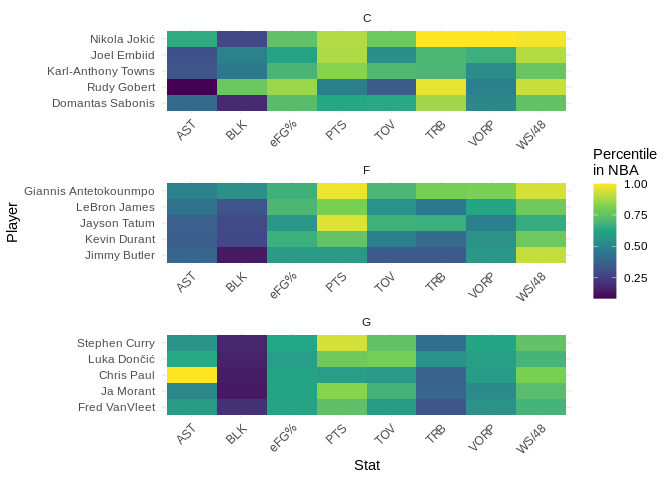 C
Nikola Jokić
Joel Embiid
Karl-Anthony Towns
Rudy Gobert
Domantas Sabonis
AST BLK eFG% PTS TOV TRB VORP WS/48
F
Giannis Antetokounmpo
LeBron James
Jayson Tatum
Kevin Durant
Jimmy Butler
AST BLK eFG% PTS TOV TRB VORP WS/48
G
Stephen Curry
Luka Dončić
Chris Paul
Ja Morant
Fred VanVleet
AST BLK eFG% PTS TOV TRB VORP WS/48
Stat
Player
Percentile
in NBA
1.00
0.75
0.50
0.25